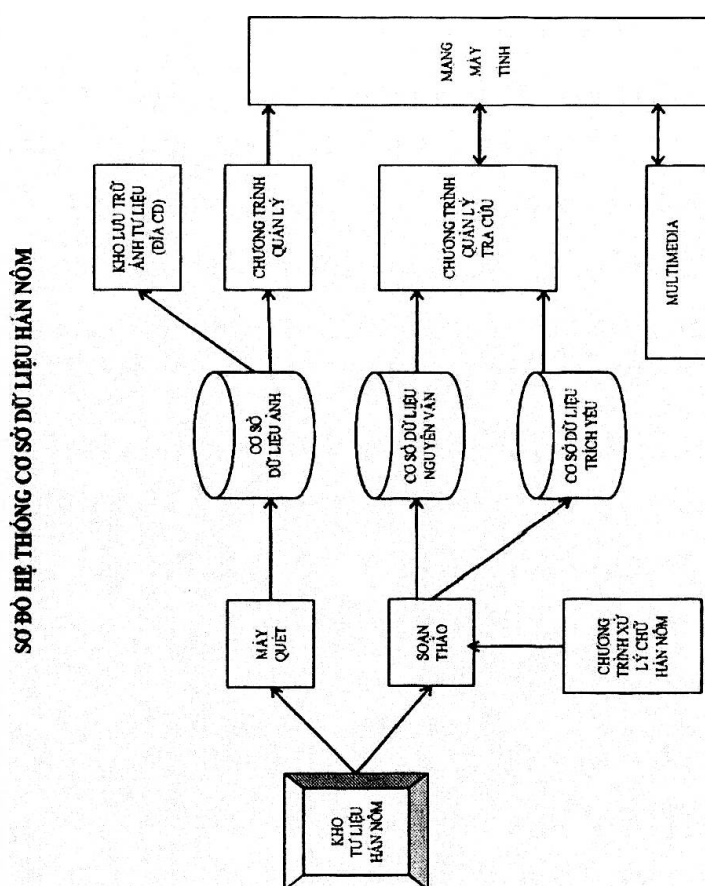 SƠ ĐỒ HỆ THỐNG CƠ SỞ DỮ LIỆU HÁN NÔM
KHO
TƯ LIỆU
HÁN NÔM
MÁY
QUÉT
SOẠN
THẢO
CHƯƠNG
TRÌNH XỬ
LÝ CHỮ
HÁN NÔM
CƠ SỞ
DỮ LIỆU ẢNH
CƠ SỞ DỮ LIỆU
NGUYÊN VĂN
CƠ SỞ DỮ LIỆU
TRÍCH YẾU
KHO LƯU TRỮ
ẢNH TƯ LIỆU
(ĐĨA CD)
CHƯƠNG TRÌNH
QUẢN LÝ
CHƯƠNG TRÌNH
QUẢN LÝ
TRA CỨU
MULTIMEDIA
MẠNG
MÁY
TÍNH